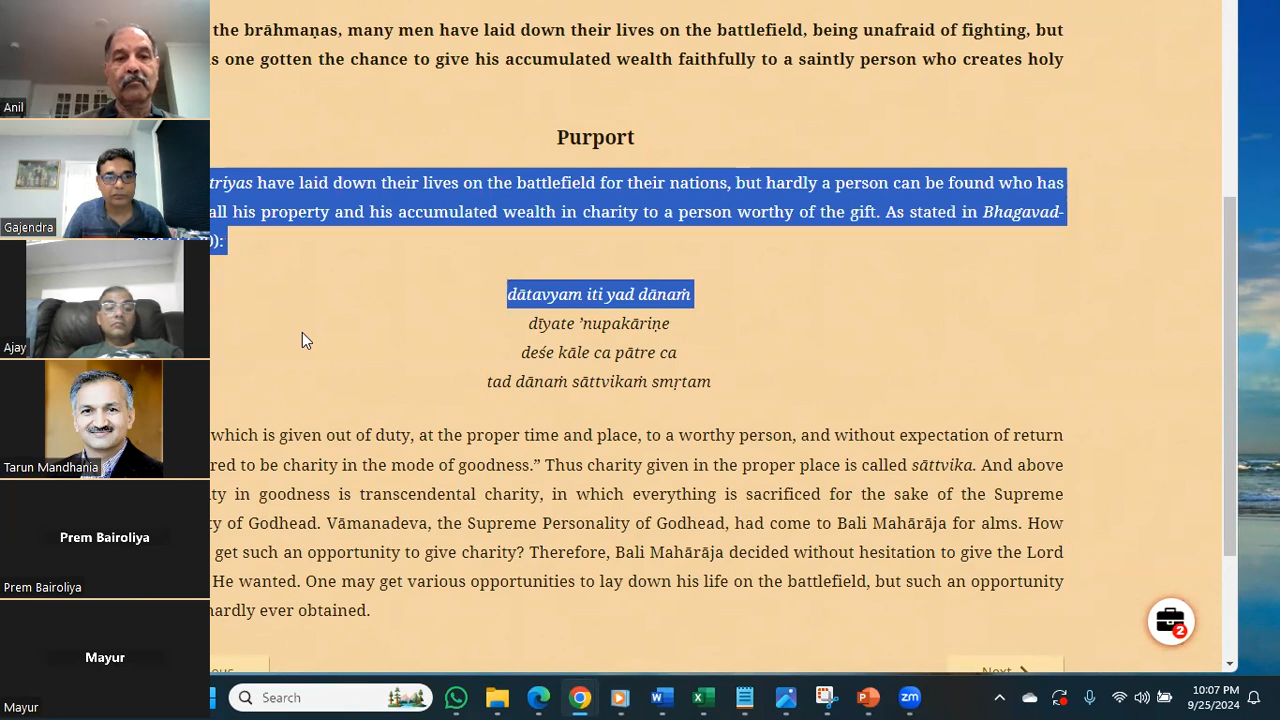 the brāhmaṇas, many men have laid down their lives on the battlefield, being unafraid of fighting, but
s one gotten the chance to give his accumulated wealth faithfully to a saintly person who creates holy
Purport
triyas have laid down their lives on the battlefield for their nations, but hardly a person can be found who has
all his property and his accumulated wealth in charity to a person worthy of the gift. As stated in Bhagavad-
)):
dātavyam iti yad dānaṁ
dīyate ’nupakāriṇe
deśe kāle ca pātre ca
tad dānaṁ sāttvikaṁ smṛtam
which is given out of duty, at the proper time and place, to a worthy person, and without expectation of return
red to be charity in the mode of goodness.” Thus charity given in the proper place is called sāttvika. And above
ty in goodness is transcendental charity, in which everything is sacrificed for the sake of the Supreme
y of Godhead. Vāmanadeva, the Supreme Personality of Godhead, had come to Bali Mahārāja for alms. How
get such an opportunity to give charity? Therefore, Bali Mahārāja decided without hesitation to give the Lord
He wanted. One may get various opportunities to lay down his life on the battlefield, but such an opportunity
hardly ever obtained.
Next
Anil
Gajendra
Ajay
Tarun Mandhania
Prem Bairoliya
Prem Bairoliya
Mayur
Mayur
2
Search
zm
10:07 PM
9/25/2024